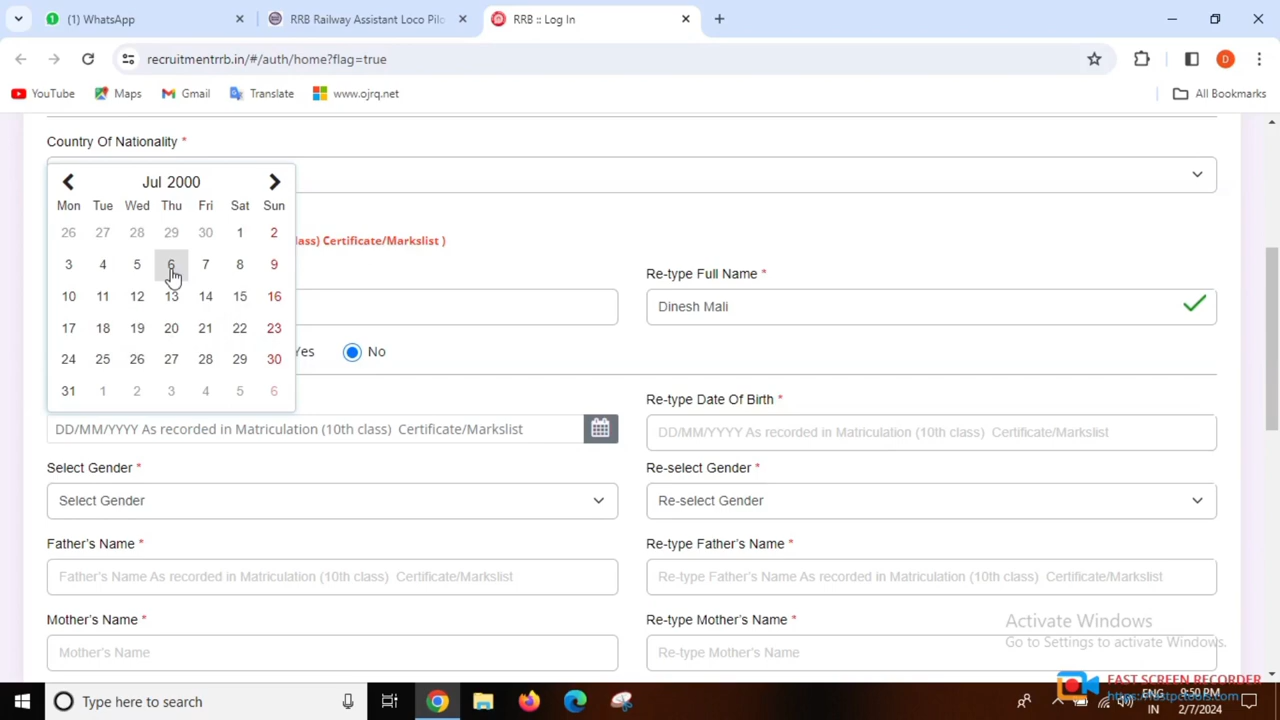 (1) WhatsApp
RRB Railway Assistant Loco Pilo
RRB :: Log In
recruitmentrrb.in/#/auth/home?flag=true
D
YouTube
Maps
Gmail
Translate
www.ojrq.net
All Bookmarks
Country Of Nationality *
Jul 2000
Mon Tue Wed Thu Fri Sat Sun
26 27 28 29 30 1 2
3 4 5 6 7 8 9
10 11 12 13 14 15 16
17 18 19 20 21 22 23
24 25 26 27 28 29 30
31 1 2 3 4 5 6
lass) Certificate/Markslist )
Re-type Full Name *
Dinesh Mali
Yes
No
Re-type Date Of Birth *
DD/MM/YYYY As recorded in Matriculation (10th class) Certificate/Markslist
DD/MM/YYYY As recorded in Matriculation (10th class) Certificate/Markslist
Select Gender *
Re-select Gender *
Select Gender
Re-select Gender
Father's Name *
Re-type Father's Name *
Father's Name As recorded in Matriculation (10th class) Certificate/Markslist
Re-type Father's Name As recorded in Matriculation (10th class) Certificate/Markslist
Mother's Name *
Re-type Mother's Name *
Mother's Name
Re-type Mother's Name
Activate Windows
Go to Settings to activate Windows.
FAST SCREEN RECORDER
Type here to search
ENG
IN
9:50 PM
2/7/2024